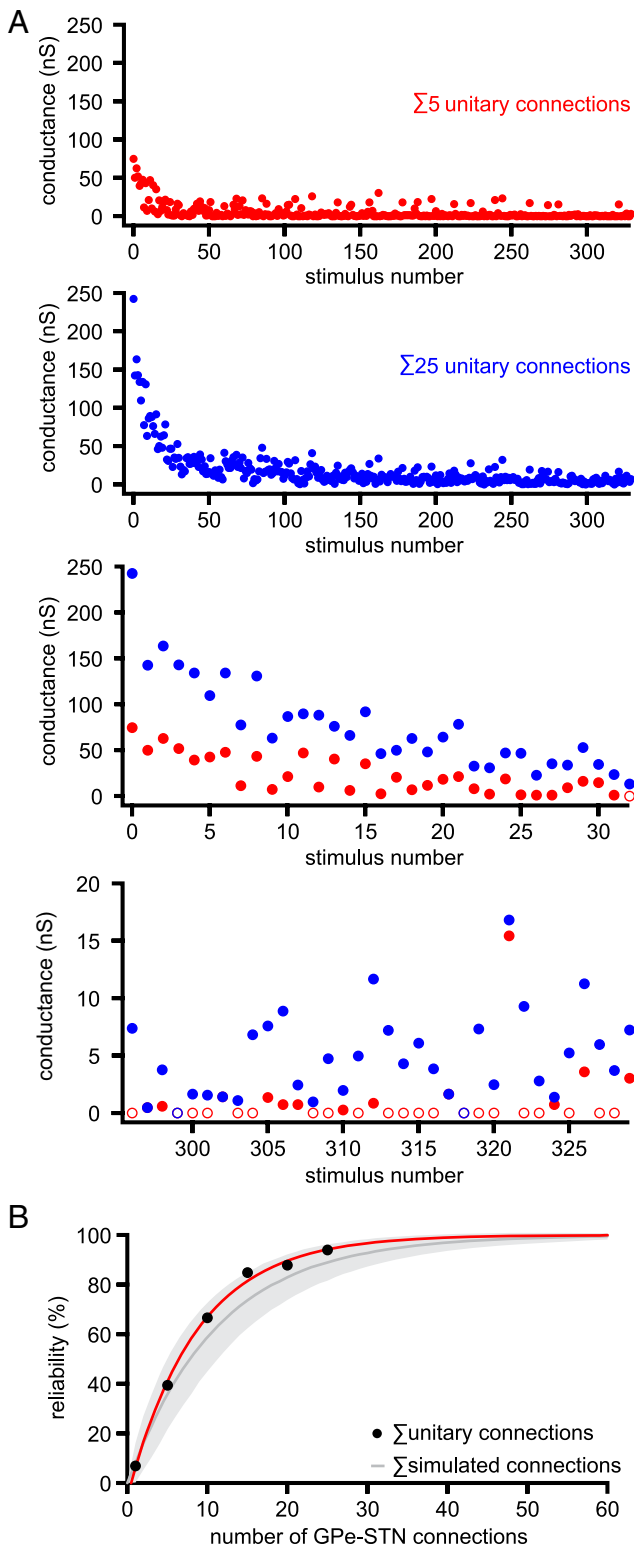 A
250
200
150
100
50
0
conductance (nS)
∑5 unitary connections
0 50 100 150 200 250 300
stimulus number
250
200
150
100
50
0
conductance (nS)
∑25 unitary connections
0 50 100 150 200 250 300
stimulus number
250
200
150
100
50
0
conductance (nS)
0 5 10 15 20 25 30
stimulus number
20
15
10
5
0
conductance (nS)
300 305 310 315 320 325
stimulus number
B
100
80
60
40
20
0
reliability (%)
∑unitary connections
∑simulated connections
0 10 20 30 40 50 60
number of GPe-STN connections